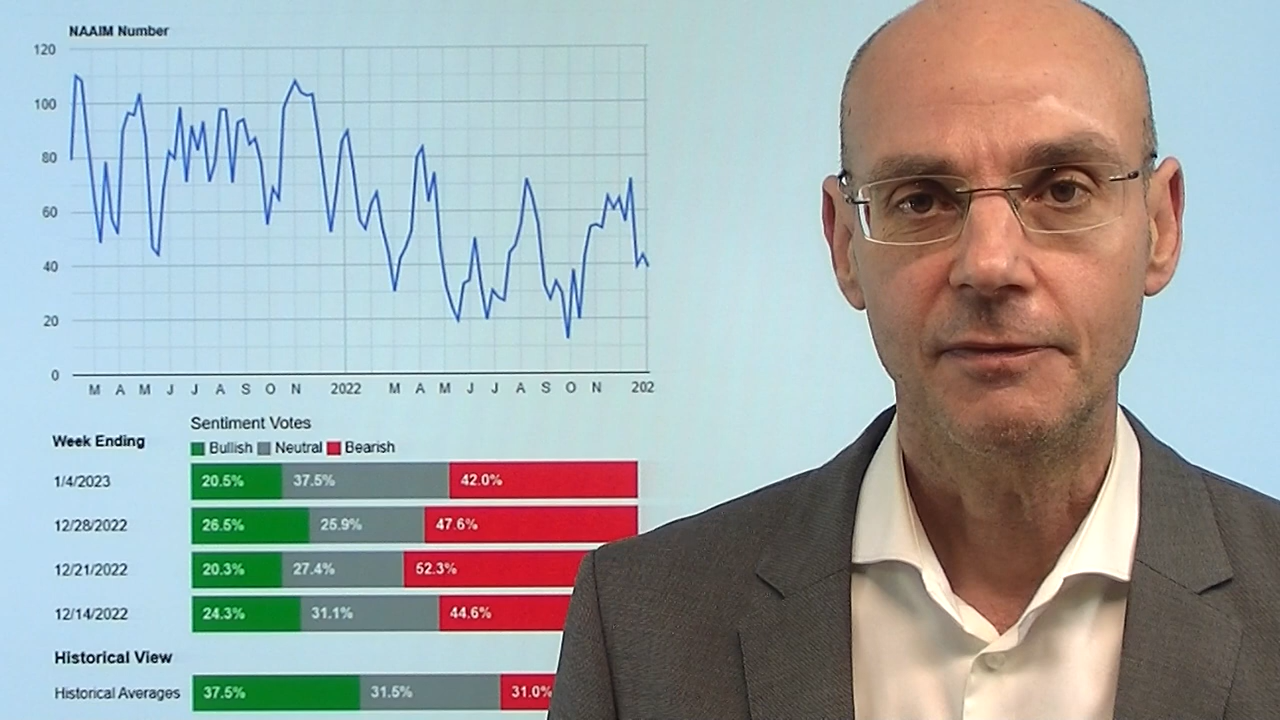 NAAIM Number
120
100
80
60
40
20
0
M A M J J A S O N 2022 M A M J J A S O N 202
Sentiment Votes
Week Ending
Bullish Neutral Bearish
1/4/2023 20.5% 37.5% 42.0%
12/28/2022 26.5% 25.9% 47.6%
12/21/2022 20.3% 27.4% 52.3%
12/14/2022 24.3% 31.1% 44.6%
Historical View
Historical Averages 37.5% 31.5% 31.0%